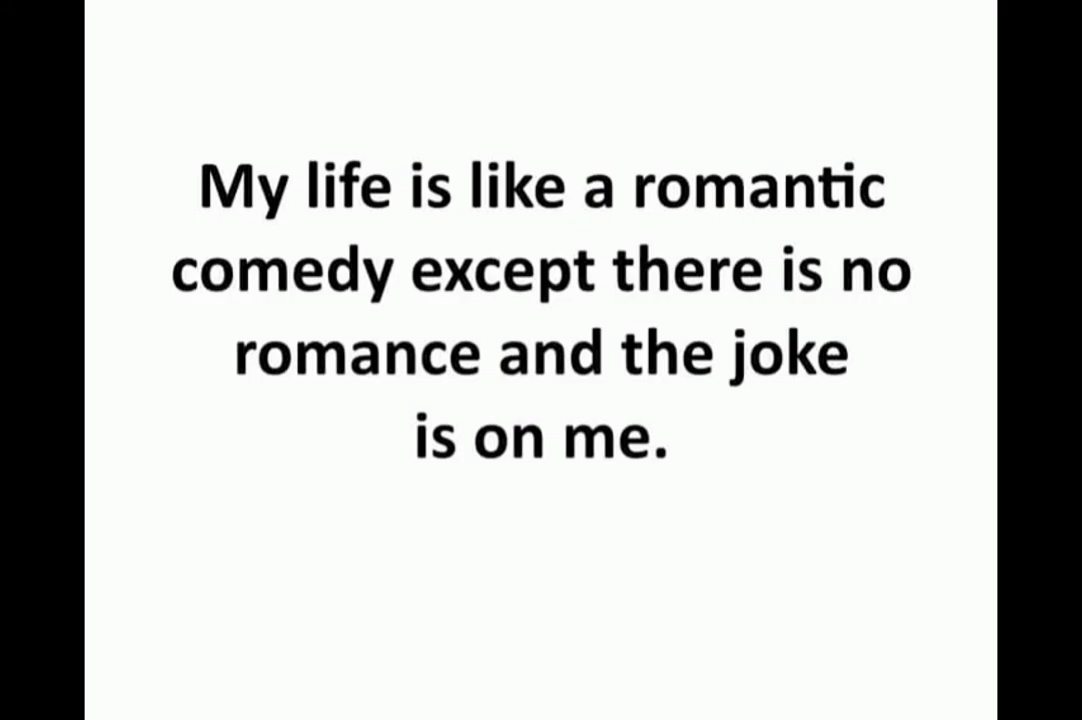 My life is like a romantic
comedy except there is no
romance and the joke
is on me.